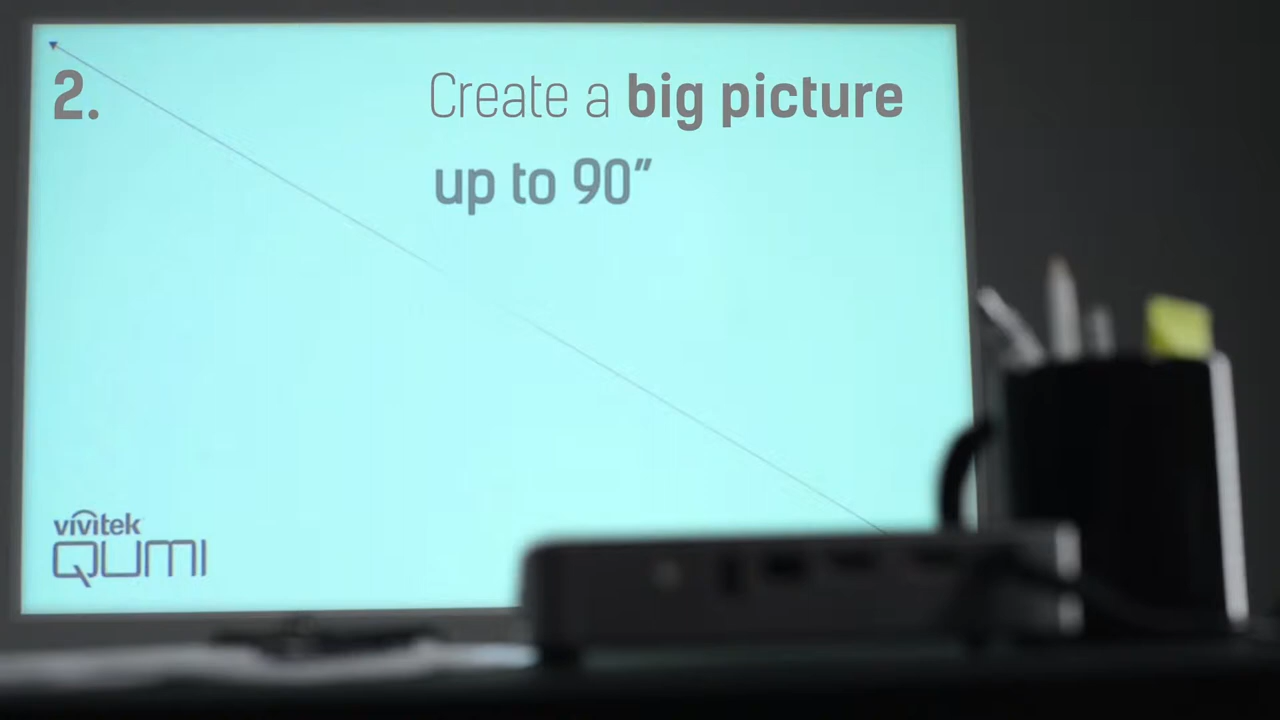 2.
Create a big picture
up to 90”
vivitek
QUMI